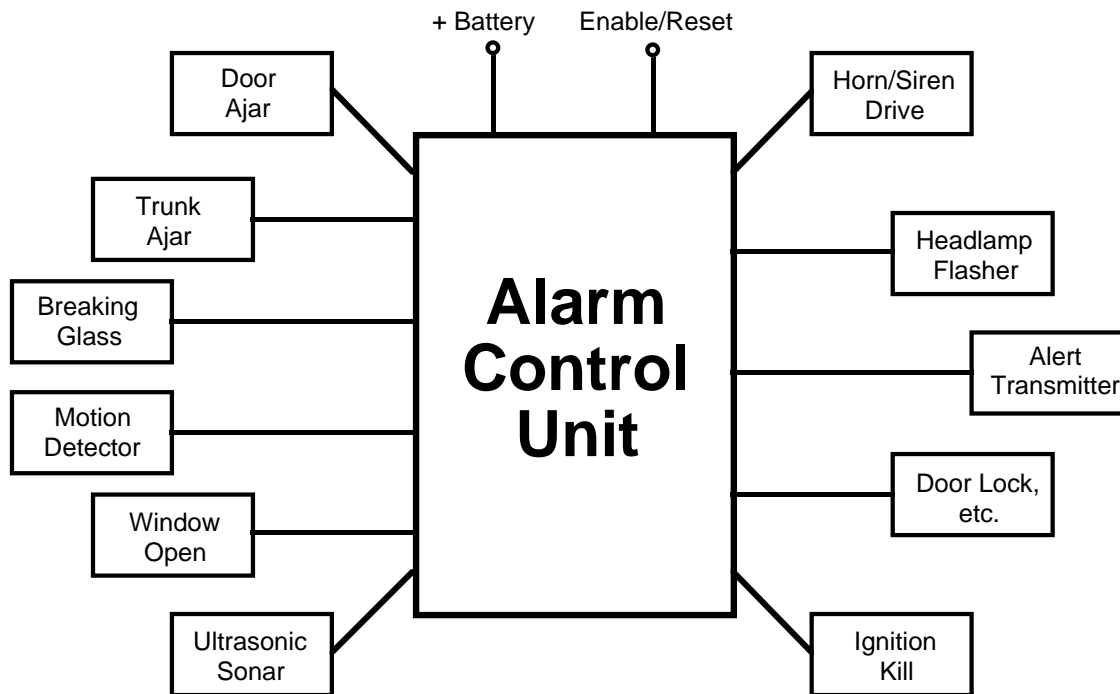 + Battery
Enable/Reset
Door
Ajar
Trunk
Ajar
Breaking
Glass
Motion
Detector
Window
Open
Ultrasonic
Sonar
Alarm
Control
Unit
Horn/Siren
Drive
Headlamp
Flasher
Alert
Transmitter
Door Lock,
etc.
Ignition
Kill